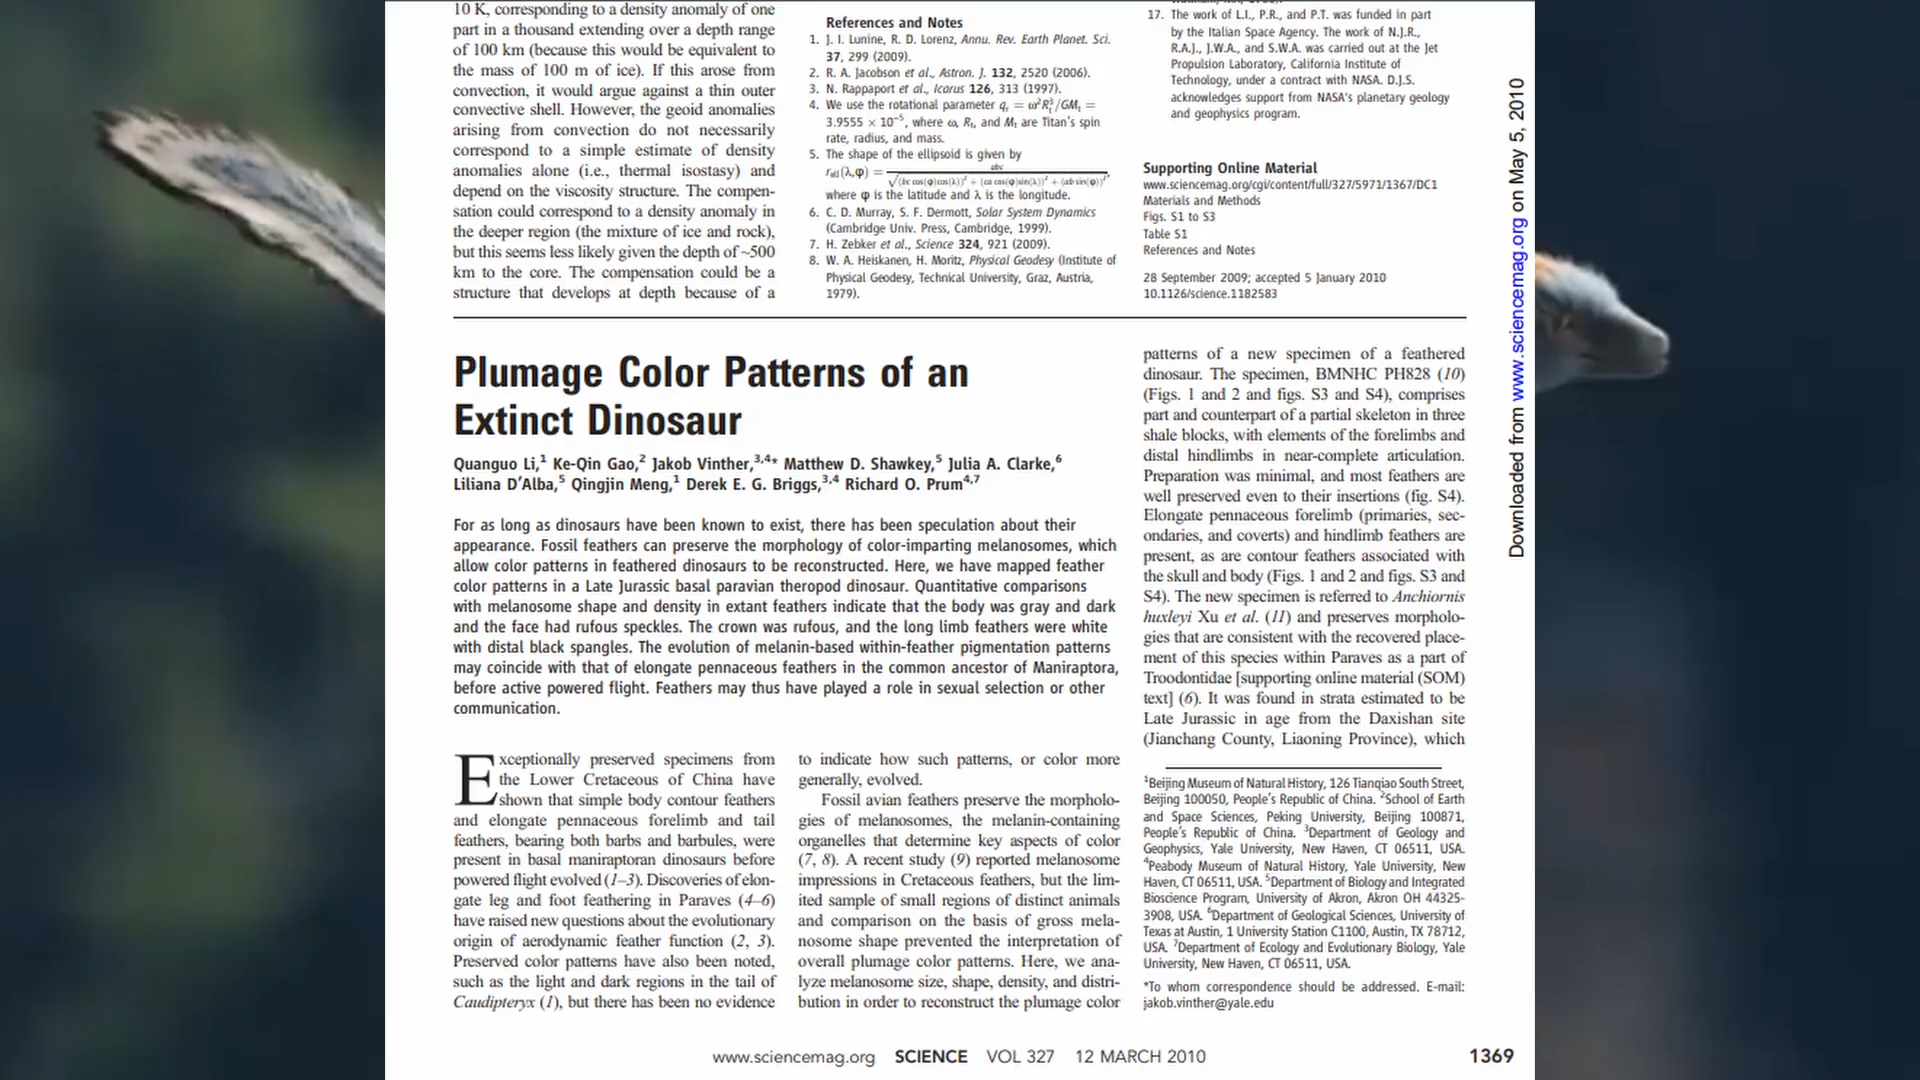 10 K, corresponding to a density anomaly of one
part in a thousand extending over a depth range
of 100 km (because this would be equivalent to
the mass of 100 m of ice). If this arose from
convection, it would argue against a thin outer
convective shell. However, the geoid anomalies
arising from convection do not necessarily
correspond to a simple estimate of density
anomalies alone (i.e., thermal isostasy) and
depend on the viscosity structure. The compen-
sation could correspond to a density anomaly in
the deeper region (the mixture of ice and rock),
but this seems less likely given the depth of ~500
km to the core. The compensation could be a
structure that develops at depth because of a
References and Notes
1. J. I. Lunine, R. D. Lorenz, Annu. Rev. Earth Planet. Sci.
37, 299 (2009).
2. R. A. Jacobson et al., Astron. J. 132, 2520 (2006).
3. N. Rappaport et al., Icarus 126, 313 (1997).
4. We use the rotational parameter qᵣ = ω²Rₜ³/GMₜ =
3.9555 × 10⁻⁵, where ω, Rₜ, and Mₜ are Titan's spin
rate, radius, and mass.
5. The shape of the ellipsoid is given by
r_ell(λ,φ) = abc / √((bc cos(φ)cos(λ))² + (ca cos(φ)sin(λ))² + (ab sin(φ))²),
where φ is the latitude and λ is the longitude.
6. C. D. Murray, S. F. Dermott, Solar System Dynamics
(Cambridge Univ. Press, Cambridge, 1999).
7. H. Zebker et al., Science 324, 921 (2009).
8. W. A. Heiskanen, H. Moritz, Physical Geodesy (Institute of
Physical Geodesy, Technical University, Graz, Austria,
1979).
17. The work of L.I., P.R., and P.T. was funded in part
by the Italian Space Agency. The work of N.J.R.,
R.A.J., J.W.A., and S.W.A. was carried out at the Jet
Propulsion Laboratory, California Institute of
Technology, under a contract with NASA. D.J.S.
acknowledges support from NASA's planetary geology
and geophysics program.
Supporting Online Material
www.sciencemag.org/cgi/content/full/327/5971/1367/DC1
Materials and Methods
Figs. S1 to S3
Table S1
References and Notes
28 September 2009; accepted 5 January 2010
10.1126/science.1182583
Plumage Color Patterns of an
Extinct Dinosaur
Quanguo Li,¹ Ke-Qin Gao,² Jakob Vinther,³,⁴* Matthew D. Shawkey,⁵ Julia A. Clarke,⁶
Liliana D'Alba,⁵ Qingjin Meng,¹ Derek E. G. Briggs,³,⁴ Richard O. Prum⁴,⁷
For as long as dinosaurs have been known to exist, there has been speculation about their
appearance. Fossil feathers can preserve the morphology of color-imparting melanosomes, which
allow color patterns in feathered dinosaurs to be reconstructed. Here, we have mapped feather
color patterns in a Late Jurassic basal paravian theropod dinosaur. Quantitative comparisons
with melanosome shape and density in extant feathers indicate that the body was gray and dark
and the face had rufous speckles. The crown was rufous, and the long limb feathers were white
with distal black spangles. The evolution of melanin-based within-feather pigmentation patterns
may coincide with that of elongate pennaceous feathers in the common ancestor of Maniraptora,
before active powered flight. Feathers may thus have played a role in sexual selection or other
communication.
Exceptionally preserved specimens from
the Lower Cretaceous of China have
shown that simple body contour feathers
and elongate pennaceous forelimb and tail
feathers, bearing both barbs and barbules, were
present in basal maniraptoran dinosaurs before
powered flight evolved (1–3). Discoveries of elon-
gate leg and foot feathering in Paraves (4–6)
have raised new questions about the evolutionary
origin of aerodynamic feather function (2, 3).
Preserved color patterns have also been noted,
such as the light and dark regions in the tail of
Caudipteryx (1), but there has been no evidence
to indicate how such patterns, or color more
generally, evolved.
Fossil avian feathers preserve the morpholo-
gies of melanosomes, the melanin-containing
organelles that determine key aspects of color
(7, 8). A recent study (9) reported melanosome
impressions in Cretaceous feathers, but the lim-
ited sample of small regions of distinct animals
and comparison on the basis of gross mela-
nosome shape prevented the interpretation of
overall plumage color patterns. Here, we ana-
lyze melanosome size, shape, density, and distri-
bution in order to reconstruct the plumage color
patterns of a new specimen of a feathered
dinosaur. The specimen, BMNHC PH828 (10)
(Figs. 1 and 2 and figs. S3 and S4), comprises
part and counterpart of a partial skeleton in three
shale blocks, with elements of the forelimbs and
distal hindlimbs in near-complete articulation.
Preparation was minimal, and most feathers are
well preserved even to their insertions (fig. S4).
Elongate pennaceous forelimb (primaries, sec-
ondaries, and coverts) and hindlimb feathers are
present, as are contour feathers associated with
the skull and body (Figs. 1 and 2 and figs. S3 and
S4). The new specimen is referred to Anchiornis
huxleyi Xu et al. (11) and preserves morpholo-
gies that are consistent with the recovered place-
ment of this species within Paraves as a part of
Troodontidae [supporting online material (SOM)
text] (6). It was found in strata estimated to be
Late Jurassic in age from the Daxishan site
(Jianchang County, Liaoning Province), which
¹Beijing Museum of Natural History, 126 Tianqiao South Street,
Beijing 100050, People's Republic of China. ²School of Earth
and Space Sciences, Peking University, Beijing 100871,
People's Republic of China. ³Department of Geology and
Geophysics, Yale University, New Haven, CT 06511, USA.
⁴Peabody Museum of Natural History, Yale University, New
Haven, CT 06511, USA. ⁵Department of Biology and Integrated
Bioscience Program, University of Akron, Akron OH 44325-
3908, USA. ⁶Department of Geological Sciences, University of
Texas at Austin, 1 University Station C1100, Austin, TX 78712,
USA. ⁷Department of Ecology and Evolutionary Biology, Yale
University, New Haven, CT 06511, USA.
*To whom correspondence should be addressed. E-mail:
jakob.vinther@yale.edu
www.sciencemag.org SCIENCE VOL 327 12 MARCH 2010 1369
Downloaded from www.sciencemag.org on May 5, 2010